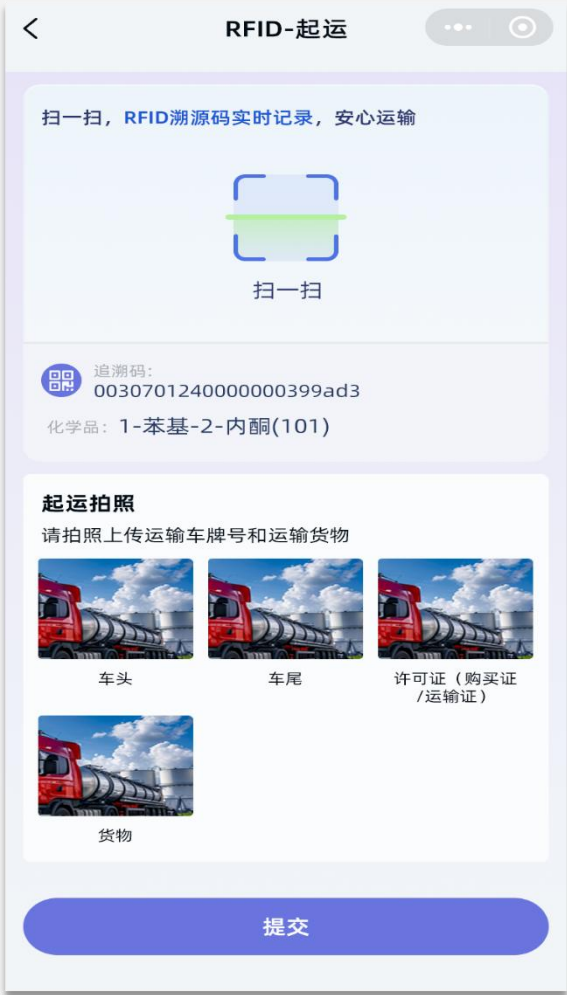 RFID-起运
扫一扫，RFID溯源码实时记录，安心运输
扫一扫
追溯码：
0030701240000000399ad3
化学品：1-苯基-2-内酮(101)
起运拍照
请拍照上传运输车牌号和运输货物
车头
车尾
许可证（购买证
/运输证）
货物
提交